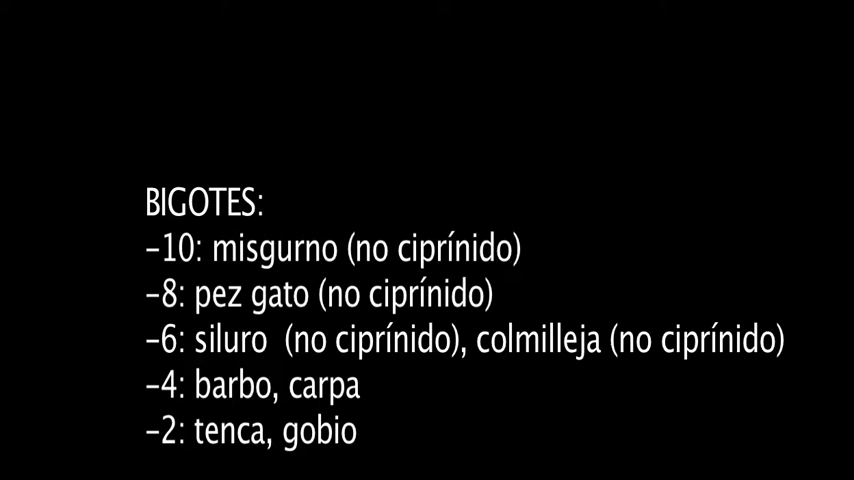 BIGOTES:
–10: misgurno (no ciprínido)
–8: pez gato (no ciprínido)
–6: siluro  (no ciprínido), colmilleja (no ciprínido)
–4: barbo, carpa
–2: tenca, gobio